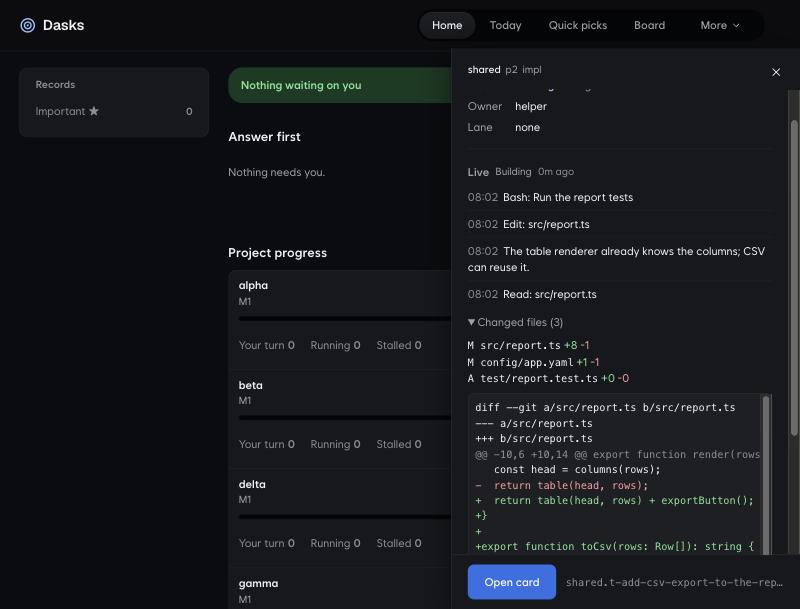 Dasks
Home
Today
Quick picks
Board
More
Records
Important ★
0
Nothing waiting on you
Answer first
Nothing needs you.
Project progress
alpha
M1
Your turn 0 Running 0 Stalled 0
beta
M1
Your turn 0 Running 0 Stalled 0
delta
M1
Your turn 0 Running 0 Stalled 0
gamma
M1
shared p2 impl
Owner helper
Lane none
Live Building 0m ago
08:02 Bash: Run the report tests
08:02 Edit: src/report.ts
08:02 The table renderer already knows the columns; CSV
can reuse it.
08:02 Read: src/report.ts
▼ Changed files (3)
M src/report.ts +8 -1
M config/app.yaml +1 -1
A test/report.test.ts +0 -0
diff --git a/src/report.ts b/src/report.ts
--- a/src/report.ts
+++ b/src/report.ts
@@ -10,6 +10,14 @@ export function render(rows
const head = columns(rows);
- return table(head, rows);
+ return table(head, rows) + exportButton();
+}
+
+export function toCsv(rows: Row[]): string {
Open card
shared.t-add-csv-export-to-the-rep…